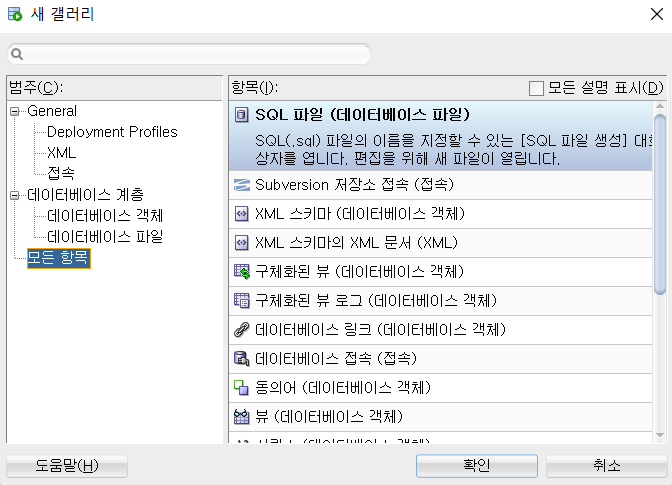 새 갤러리
범주(C):
General
Deployment Profiles
XML
접속
데이터베이스 계층
데이터베이스 객체
데이터베이스 파일
모든 항목
항목(I):
모든 설명 표시(D)
SQL 파일 (데이터베이스 파일)
SQL(.sql) 파일의 이름을 지정할 수 있는 [SQL 파일 생성] 대화
상자를 엽니다. 편집을 위해 새 파일이 열립니다.
Subversion 저장소 접속 (접속)
XML 스키마 (데이터베이스 객체)
XML 스키마의 XML 문서 (XML)
구체화된 뷰 (데이터베이스 객체)
구체화된 뷰 로그 (데이터베이스 객체)
데이터베이스 링크 (데이터베이스 객체)
데이터베이스 접속 (접속)
동의어 (데이터베이스 객체)
뷰 (데이터베이스 객체)
(데이터베이스 객체)
도움말(H)
확인
취소